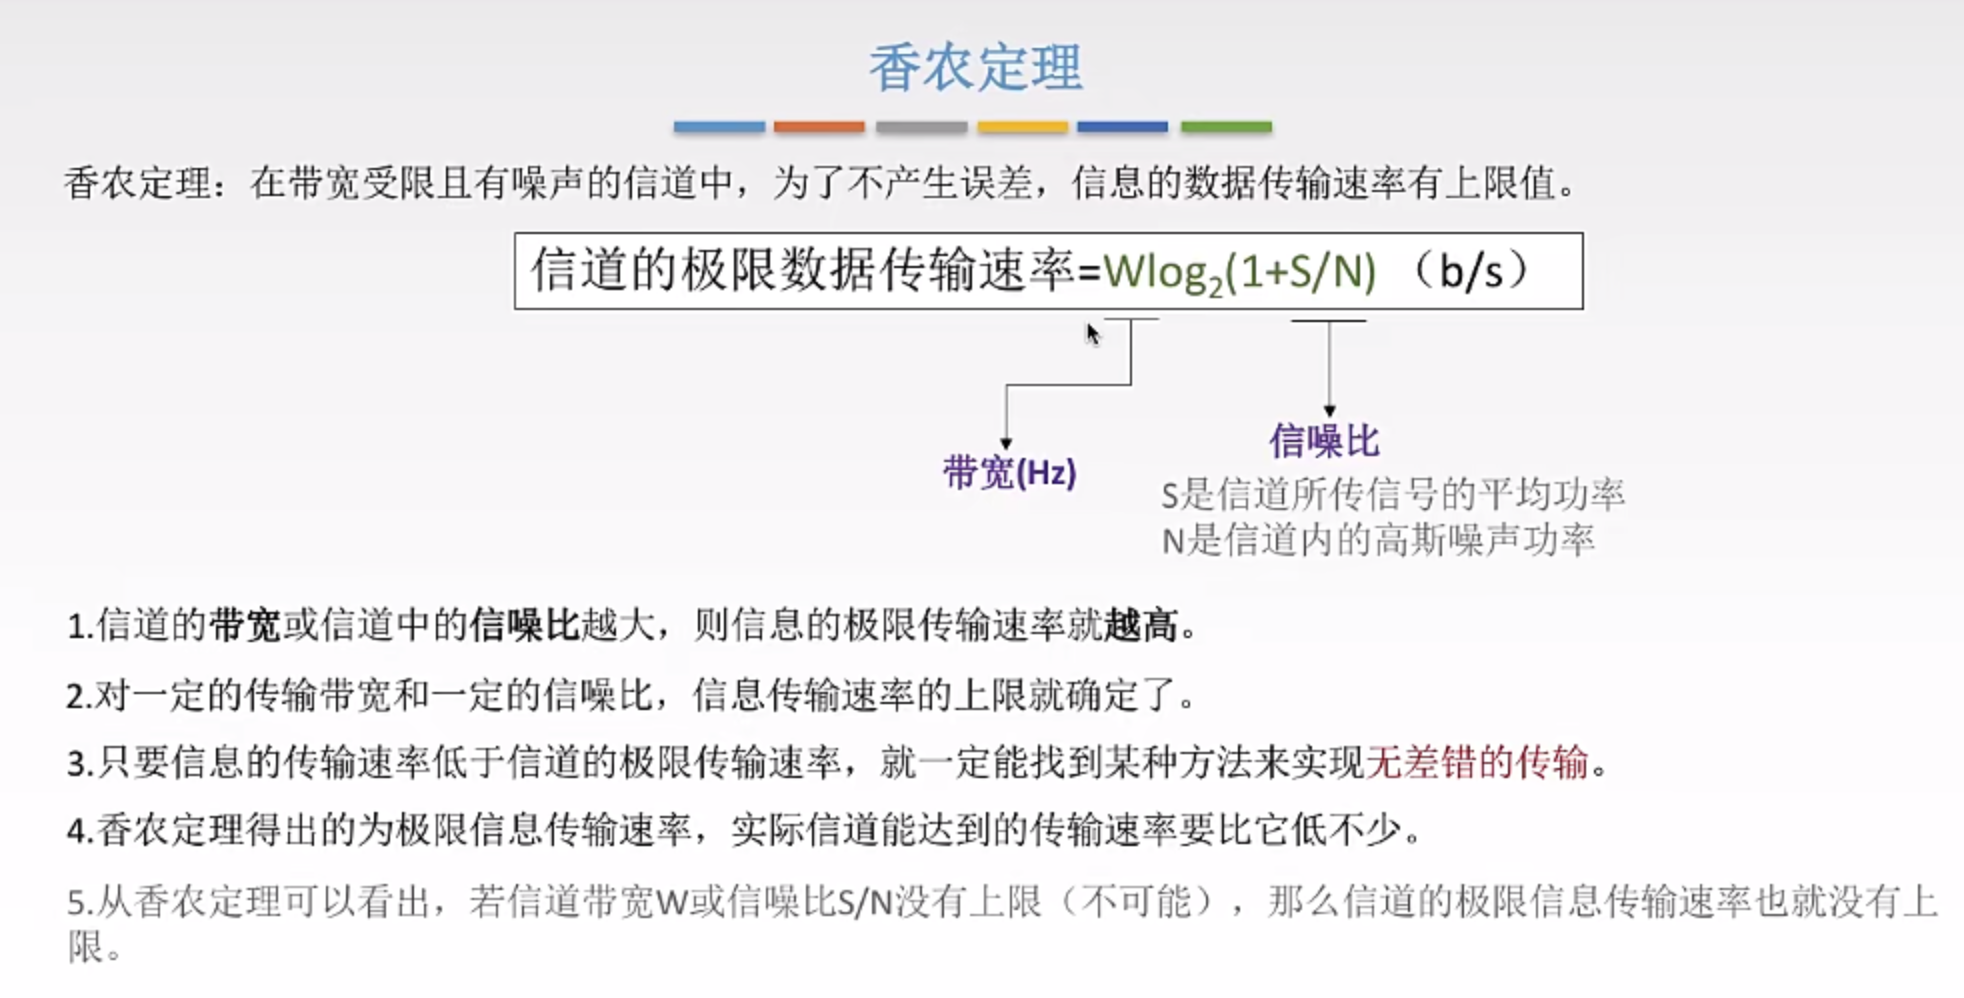 香农定理
香农定理：在带宽受限且有噪声的信道中，为了不产生误差，信息的数据传输速率有上限值。
信道的极限数据传输速率=Wlog₂(1+S/N) （b/s）
带宽(Hz)
信噪比
S是信道所传信号的平均功率
N是信道内的高斯噪声功率
1.信道的带宽或信道中的信噪比越大，则信息的极限传输速率就越高。
2.对一定的传输带宽和一定的信噪比，信息传输速率的上限就确定了。
3.只要信息的传输速率低于信道的极限传输速率，就一定能找到某种方法来实现无差错的传输。
4.香农定理得出的为极限信息传输速率，实际信道能达到的传输速率要比它低不少。
5.从香农定理可以看出，若信道带宽W或信噪比S/N没有上限（不可能），那么信道的极限信息传输速率也就没有上
限。